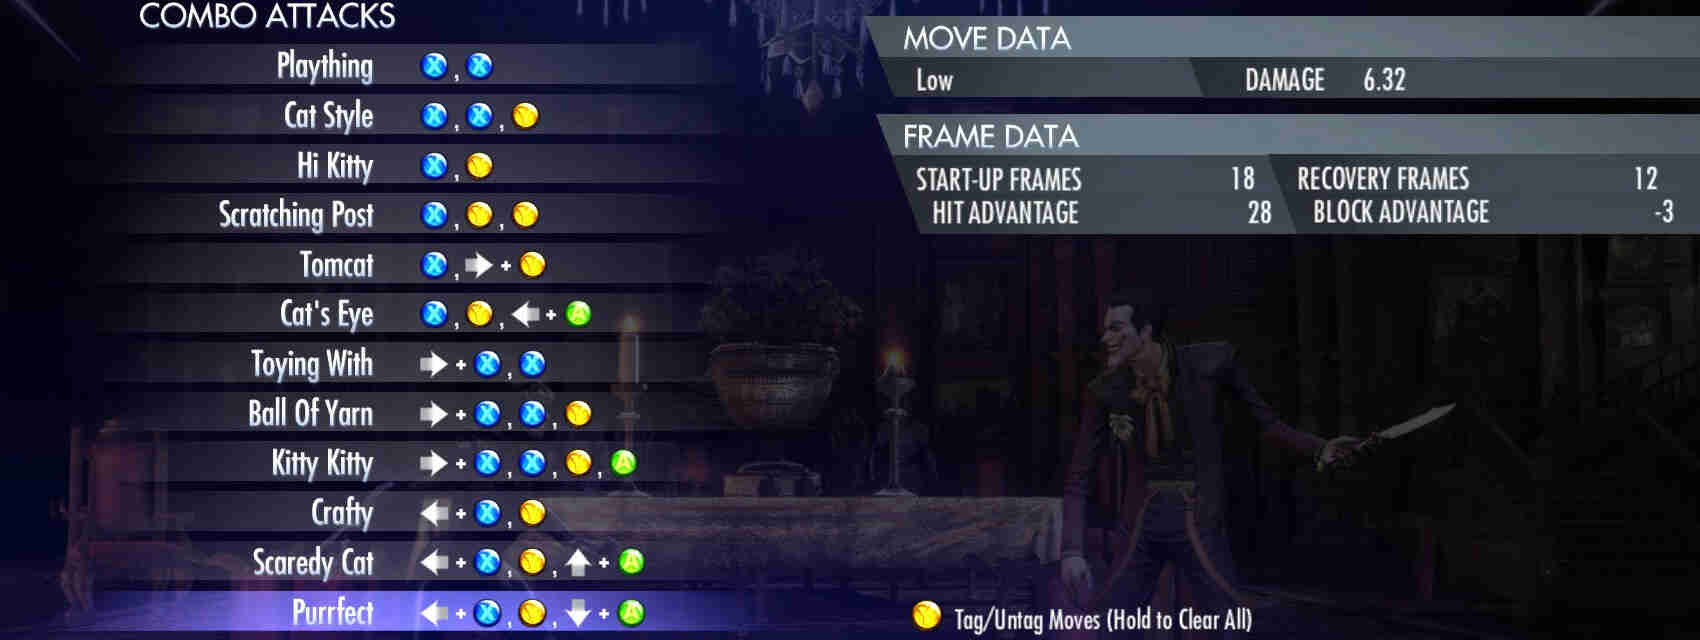 COMBO ATTACKS
Plaything X , X
Cat Style X , X , Y
Hi Kitty X , Y
Scratching Post X , Y , Y
Tomcat X , + Y
Cat's Eye X , Y , + A
Toying With + X , X
Ball Of Yarn + X , X , Y
Kitty Kitty + X , X , Y , A
Crafty + X , Y
Scaredy Cat + X , Y , + A
Purrfect + X , Y , + A
MOVE DATA
Low DAMAGE 6.32
FRAME DATA
START-UP FRAMES 18 RECOVERY FRAMES 12
HIT ADVANTAGE 28 BLOCK ADVANTAGE -3
Y Tag/Untag Moves (Hold to Clear All)